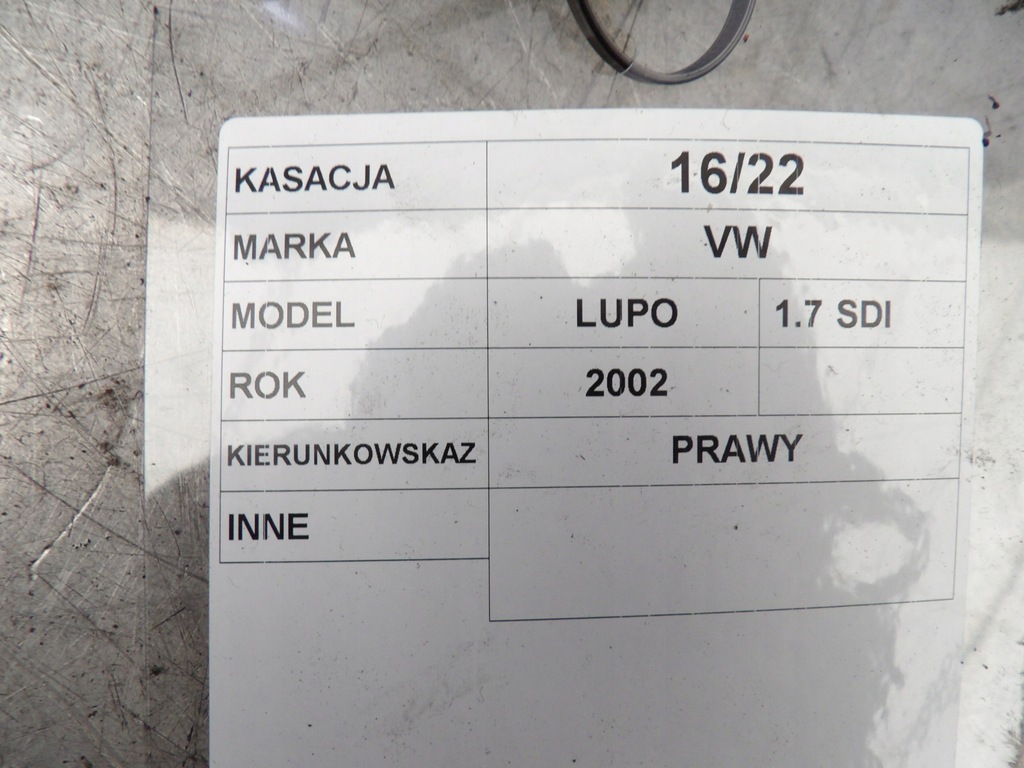 KASACJA 16/22
MARKA VW
MODEL LUPO 1.7 SDI
ROK 2002
KIERUNKOWSKAZ PRAWY
INNE